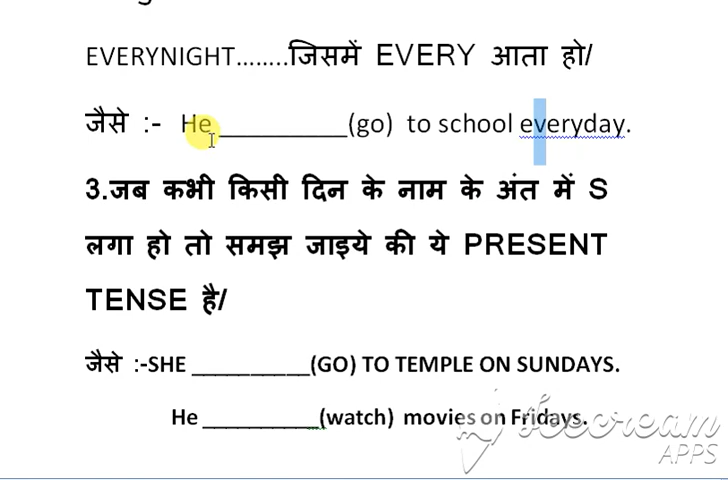 EVERYNIGHT........जिसमें EVERY आता हो/
जैसे :- He __________(go) to school everyday.
3.जब कभी किसी दिन के नाम के अंत में S
लगा हो तो समझ जाइये की ये PRESENT
TENSE है/
जैसे :-SHE __________(GO) TO TEMPLE ON SUNDAYS.
He __________(watch) movies on Fridays.
Icecream
APPS